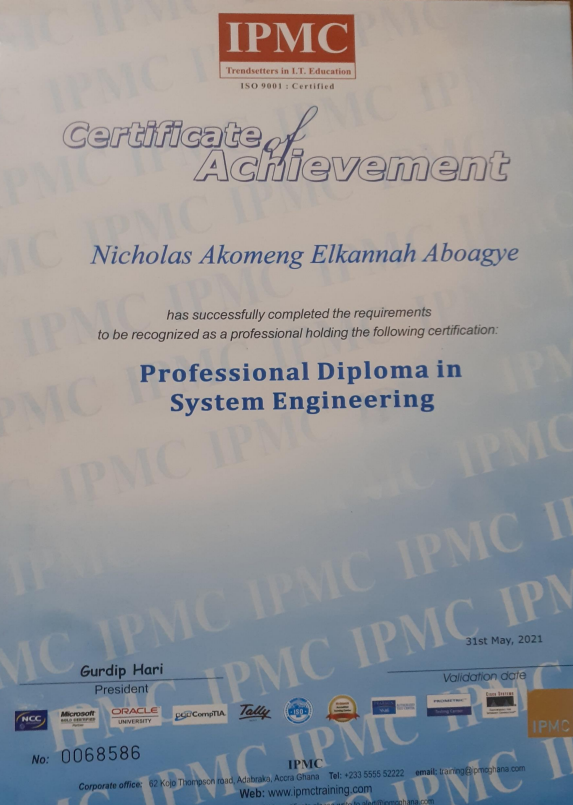 IPMC
Trendsetters in I.T. Education
ISO 9001 : Certified
Certificate of
Achievement
Nicholas Akomeng Elkannah Aboagye
has successfully completed the requirements
to be recognized as a professional holding the following certification:
Professional Diploma in
System Engineering
31st May, 2021
Gurdip Hari
President
Validation date
NCC
Microsoft
ORACLE
UNIVERSITY
CompTIA
Tally
ISO
IPMC
No: 0068586
IPMC
Corporate office: 62 Kojo Thompson road, Adabraka, Accra Ghana Tel: +233 5555 52222 email: training@ipmcghana.com
Web: www.ipmctraining.com